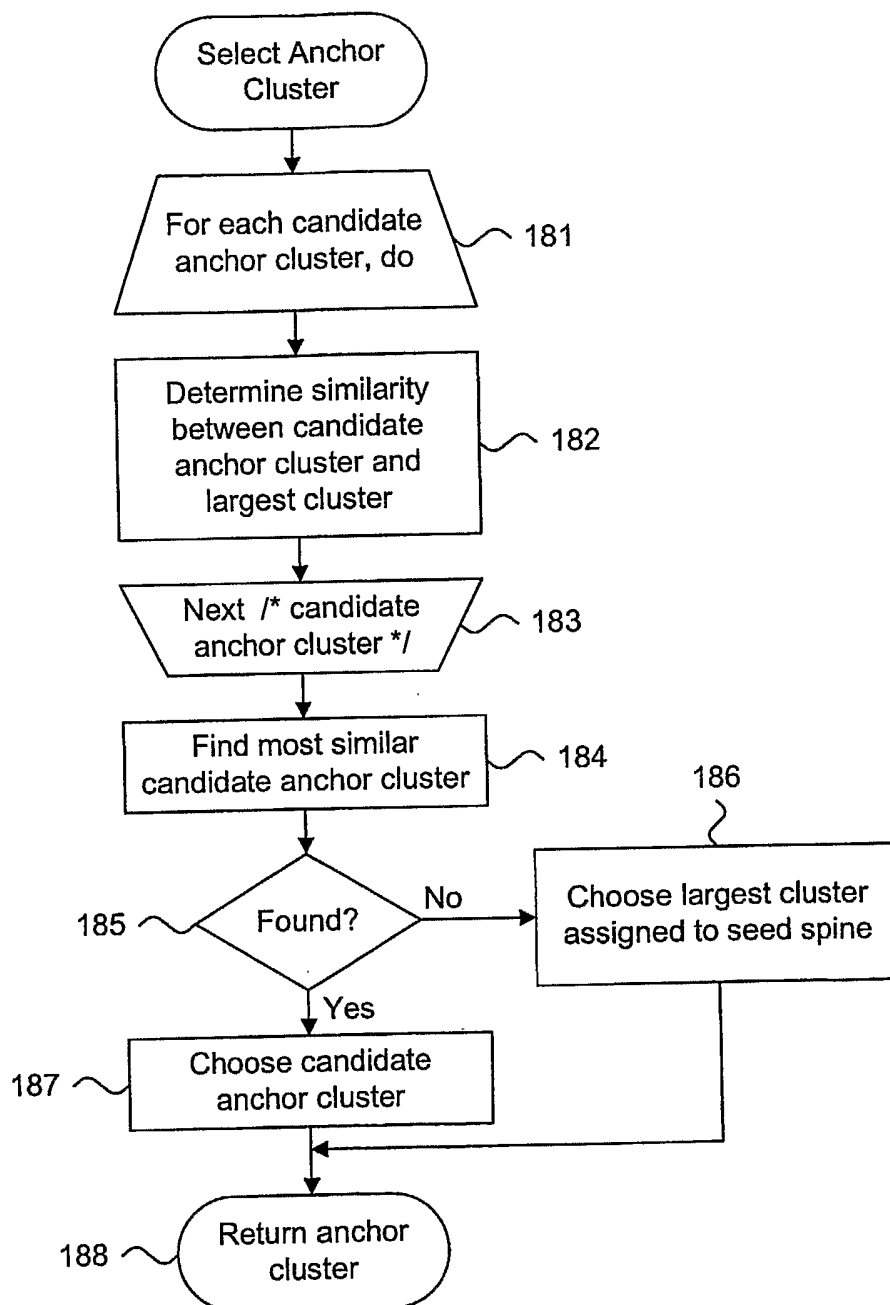 Select Anchor
Cluster
For each candidate
anchor cluster, do
181
Determine similarity
between candidate
anchor cluster and
largest cluster
182
Next /* candidate
anchor cluster */
183
Find most similar
candidate anchor cluster
184
185
Found?
No
186
Choose largest cluster
assigned to seed spine
Yes
187
Choose candidate
anchor cluster
188
Return anchor
cluster